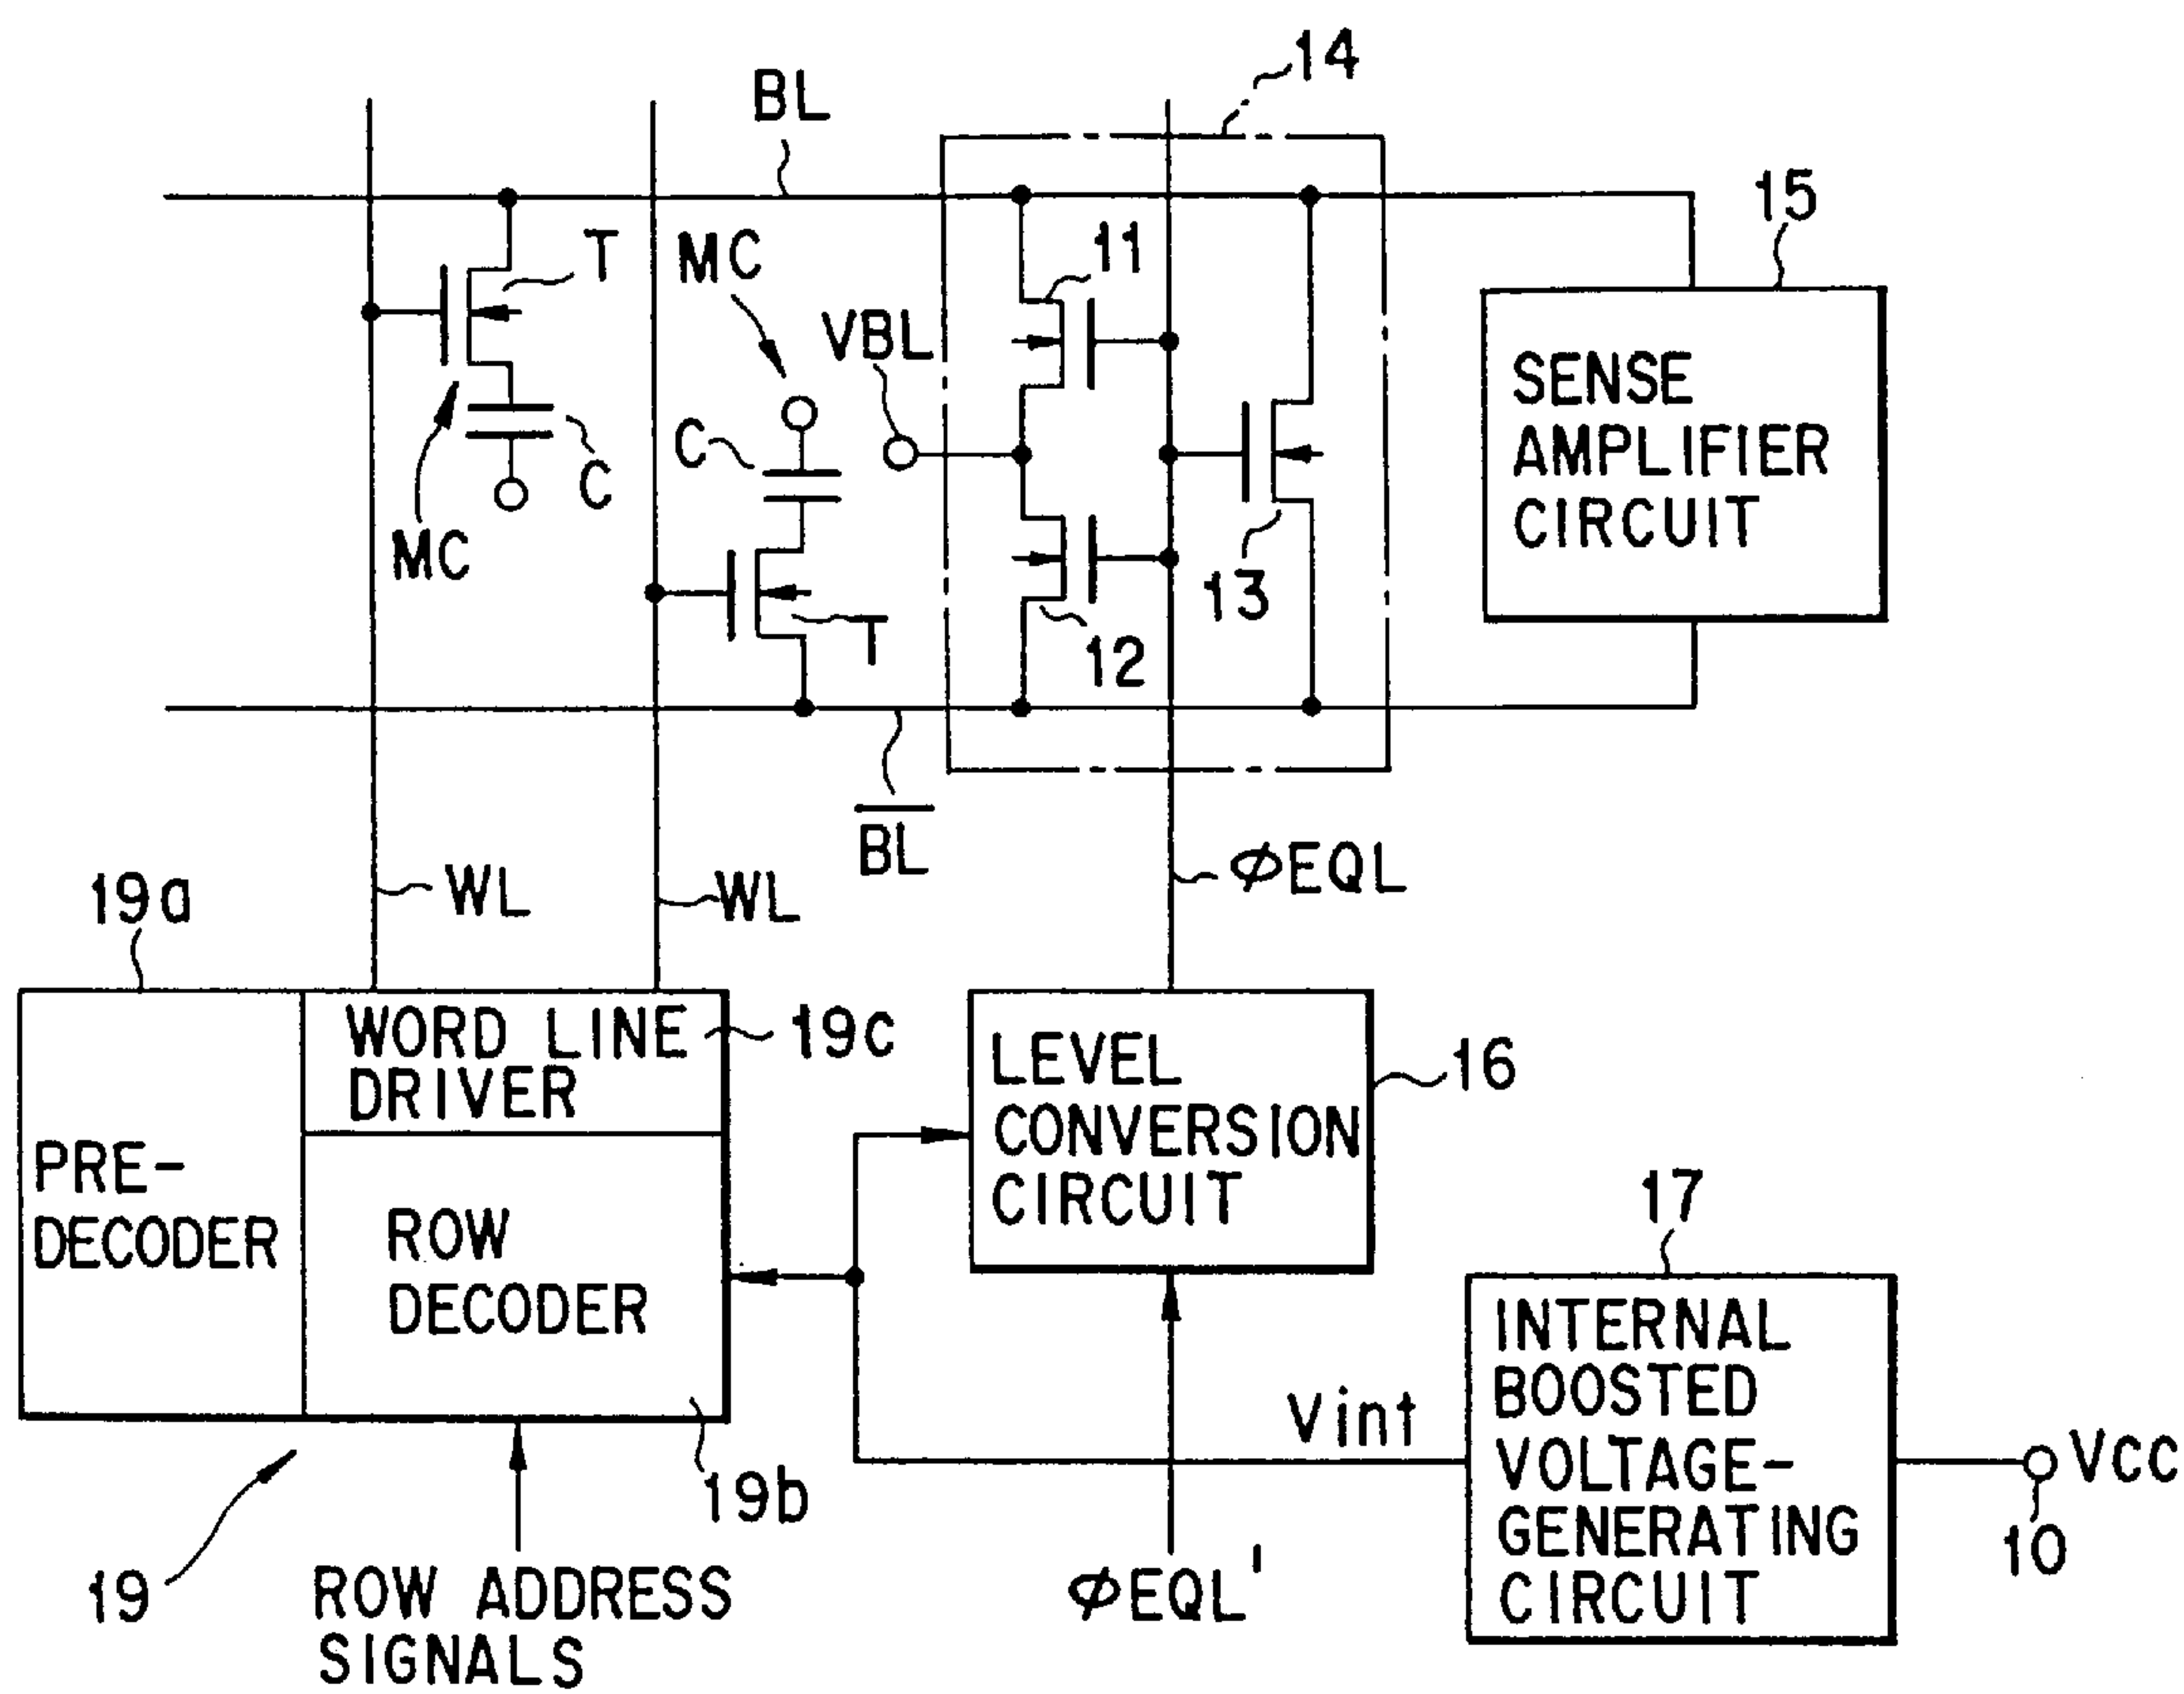 14
BL
15
T
MC
11
VBL
C
C
MC
13
T
12
SENSE
AMPLIFIER
CIRCUIT
BL
φEQL
19a
WL
WL
WORD LINE
DRIVER
19c
LEVEL
CONVERSION
CIRCUIT
16
PRE-
DECODER
ROW
DECODER
17
INTERNAL
BOOSTED
VOLTAGE-
GENERATING
CIRCUIT
Vint
VCC
10
19b
19
ROW ADDRESS
SIGNALS
φEQL'